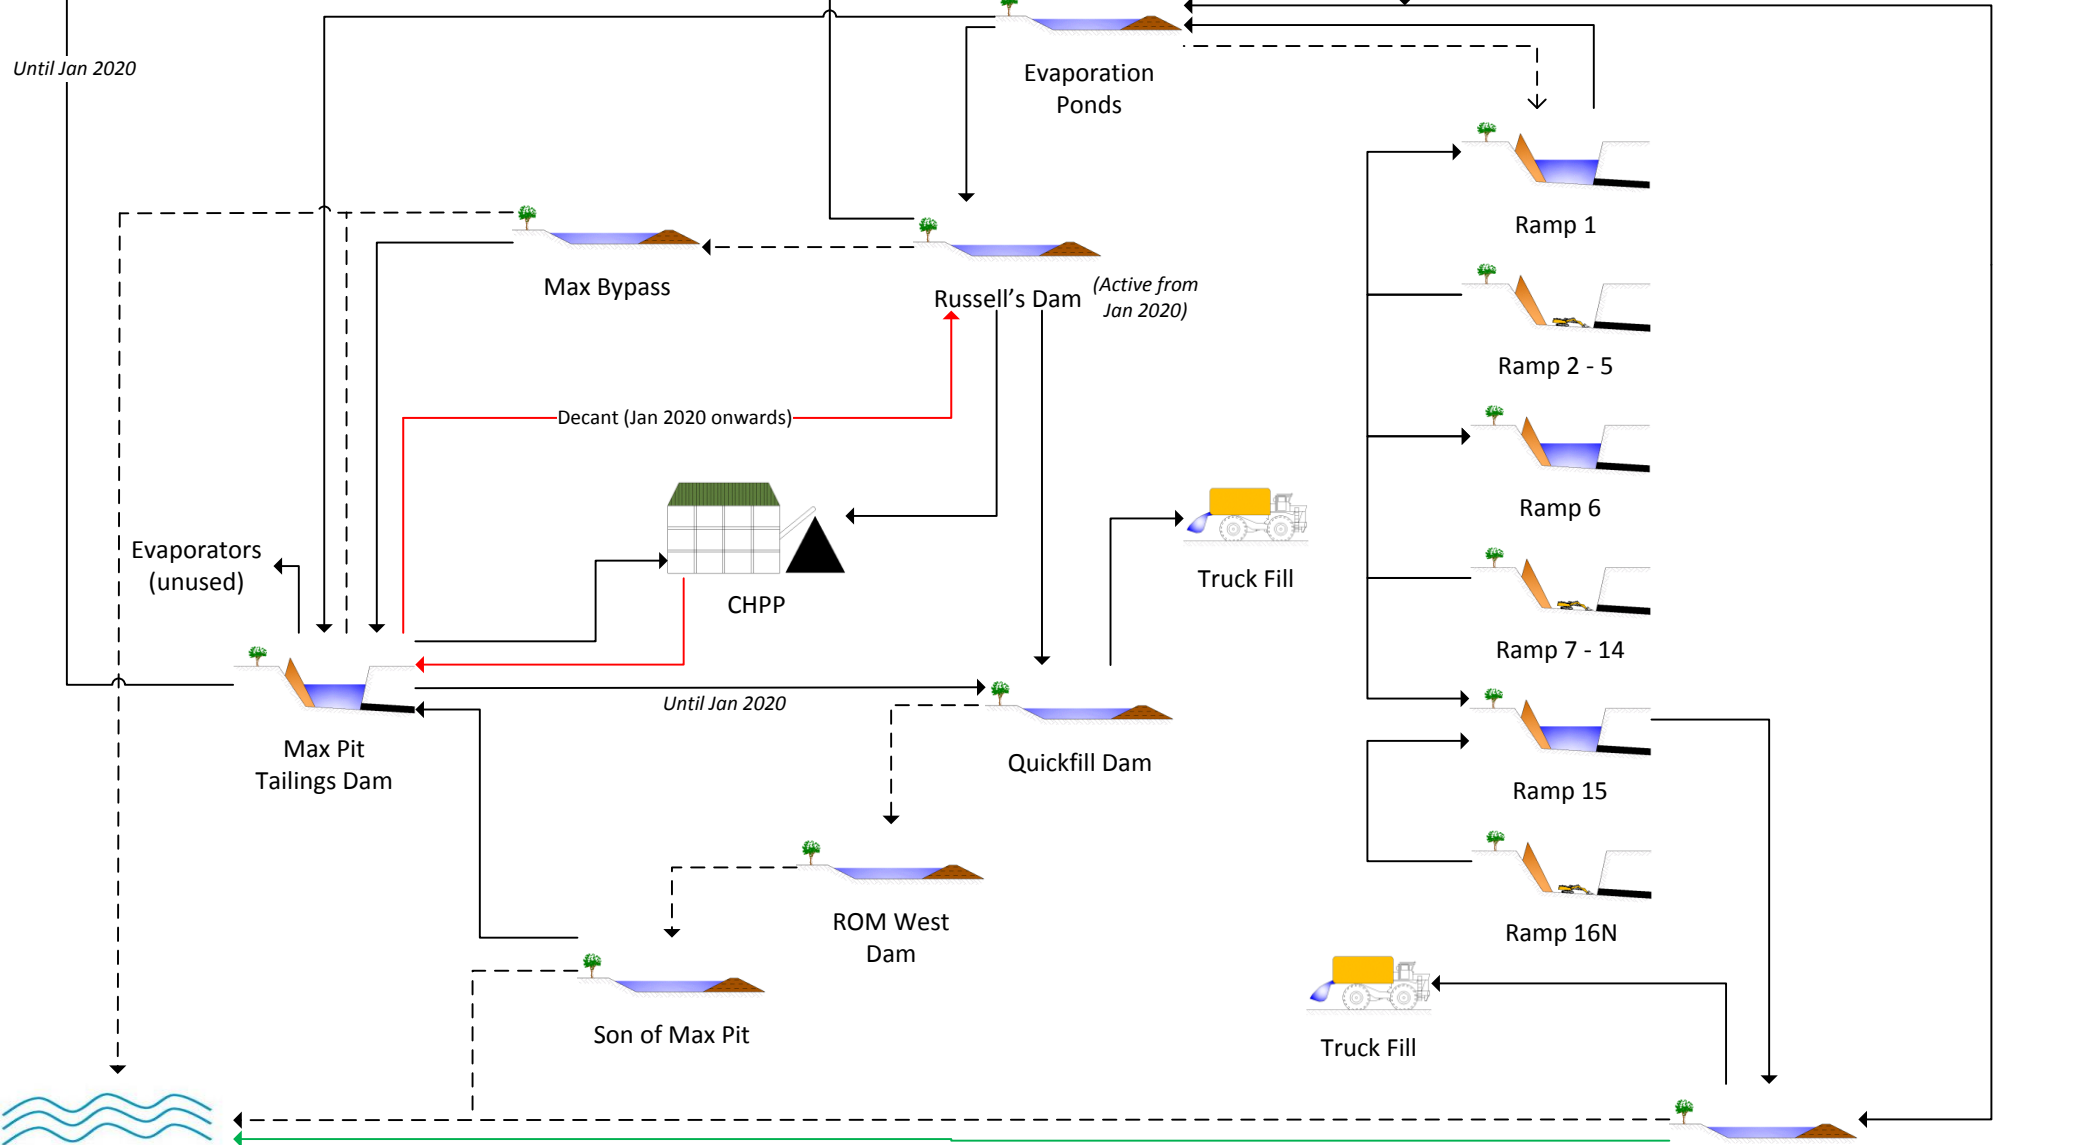 Until Jan 2020
Evaporation
Ponds
Ramp 1
Max Bypass
Russell's Dam
(Active from
Jan 2020)
Ramp 2 - 5
Decant (Jan 2020 onwards)
Ramp 6
Evaporators
(unused)
CHPP
Truck Fill
Ramp 7 - 14
Until Jan 2020
Max Pit
Tailings Dam
Quickfill Dam
Ramp 15
ROM West
Dam
Ramp 16N
Son of Max Pit
Truck Fill